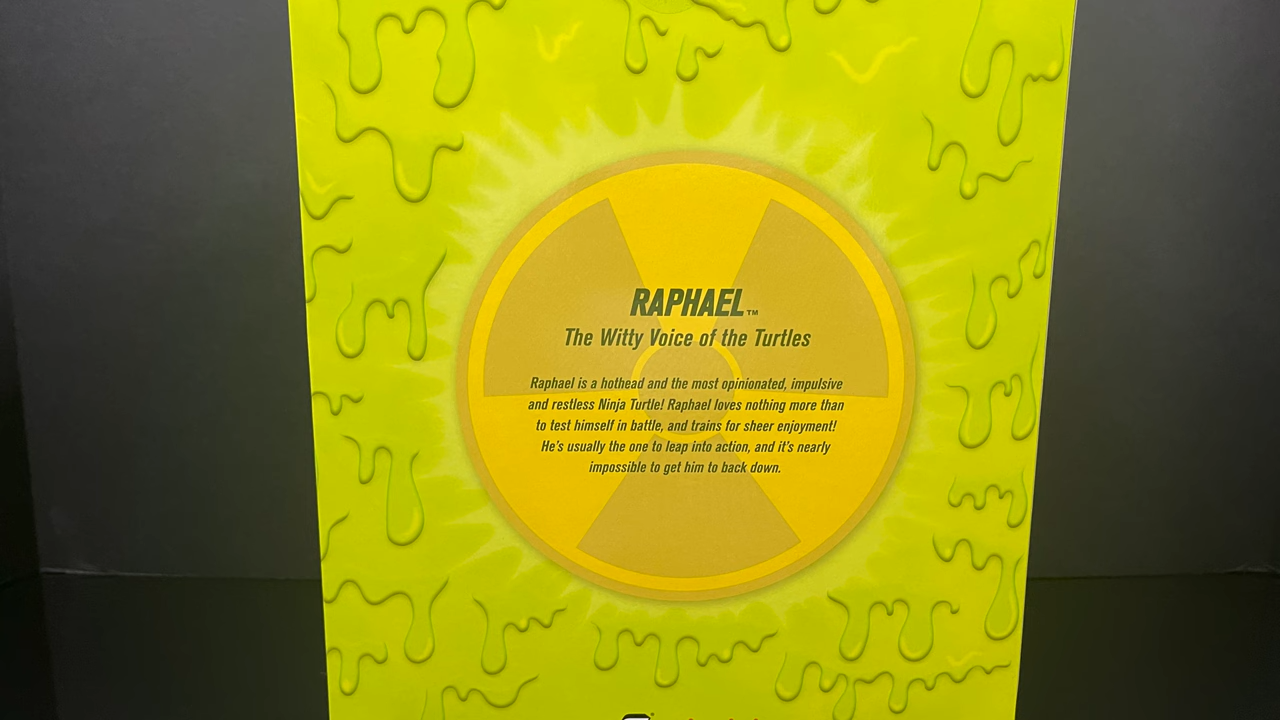 RAPHAEL™
The Witty Voice of the Turtles
Raphael is a hothead and the most opinionated, impulsive
and restless Ninja Turtle! Raphael loves nothing more than
to test himself in battle, and trains for sheer enjoyment!
He's usually the one to leap into action, and it's nearly
impossible to get him to back down.